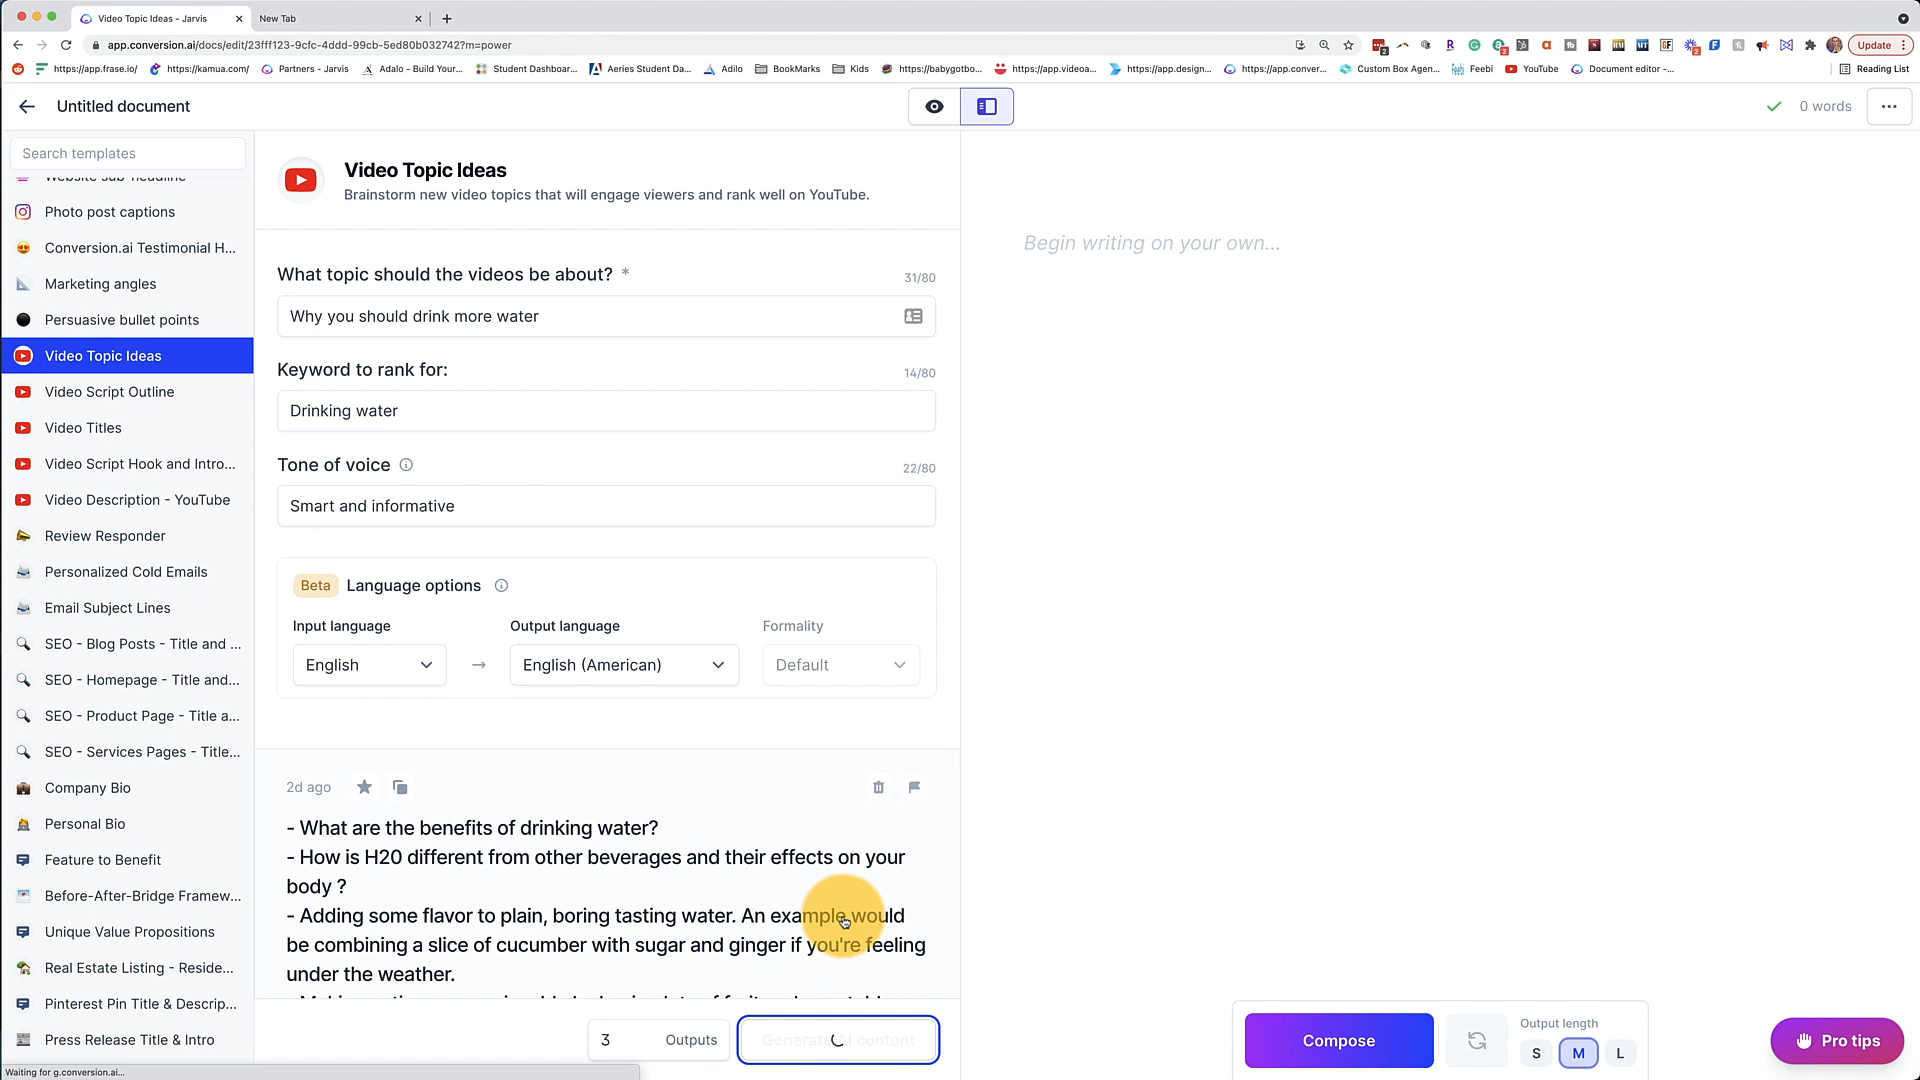 Video Topic Ideas - Jarvis
New Tab
app.conversion.ai/docs/edit/23fff123-9cfc-4ddd-99cb-5ed80b032742?m=power
Update
https://app.frase.io/
https://kamua.com/
Partners - Jarvis
Adalo - Build Your...
Student Dashboar...
Aeries Student Da...
Adilo
BookMarks
Kids
https://babygotbo...
https://app.videoa...
https://app.design...
https://app.conver...
Custom Box Agen...
Feebi
YouTube
Document editor -...
Reading List
Untitled document
0 words
Search templates
Website sub-headline
Photo post captions
Conversion.ai Testimonial H...
Marketing angles
Persuasive bullet points
Video Topic Ideas
Video Script Outline
Video Titles
Video Script Hook and Intro...
Video Description - YouTube
Review Responder
Personalized Cold Emails
Email Subject Lines
SEO - Blog Posts - Title and ...
SEO - Homepage - Title and...
SEO - Product Page - Title a...
SEO - Services Pages - Title...
Company Bio
Personal Bio
Feature to Benefit
Before-After-Bridge Framew...
Unique Value Propositions
Real Estate Listing - Reside...
Pinterest Pin Title & Descrip...
Press Release Title & Intro
Waiting for g.conversion.ai...
Video Topic Ideas
Brainstorm new video topics that will engage viewers and rank well on YouTube.
What topic should the videos be about? *
31/80
Why you should drink more water
Keyword to rank for:
14/80
Drinking water
Tone of voice
22/80
Smart and informative
Beta Language options
Input language
Output language
Formality
English
English (American)
Default
2d ago
- What are the benefits of drinking water?
- How is H20 different from other beverages and their effects on your
body ?
- Adding some flavor to plain, boring tasting water. An example would
be combining a slice of cucumber with sugar and ginger if you're feeling
under the weather.
3 Outputs
Generate AI content
Begin writing on your own...
Compose
Output length
S
M
L
Pro tips